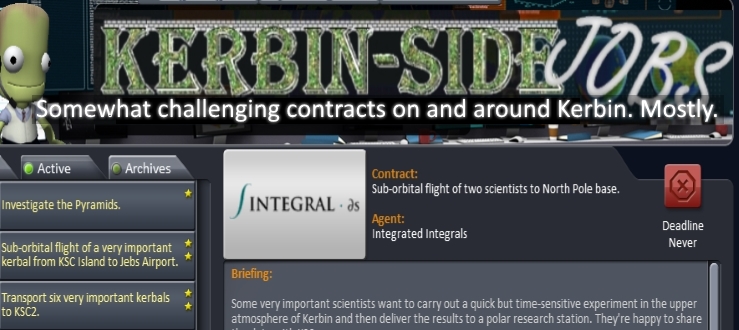 KERBIN-SIDE JOBS
Somewhat challenging contracts on and around Kerbin. Mostly.
Active
Archives
Investigate the Pyramids.
Sub-orbital flight of a very important
kerbal from KSC Island to Jebs Airport.
Transport six very important kerbals
to KSC2.
∫ INTEGRAL · ∂s
Contract:
Sub-orbital flight of two scientists to North Pole base.
Agent:
Integrated Integrals
Deadline
Never
Briefing:
Some very important scientists want to carry out a quick but time-sensitive experiment in the upper
atmosphere of Kerbin and then deliver the results to a polar research station. They're happy to share